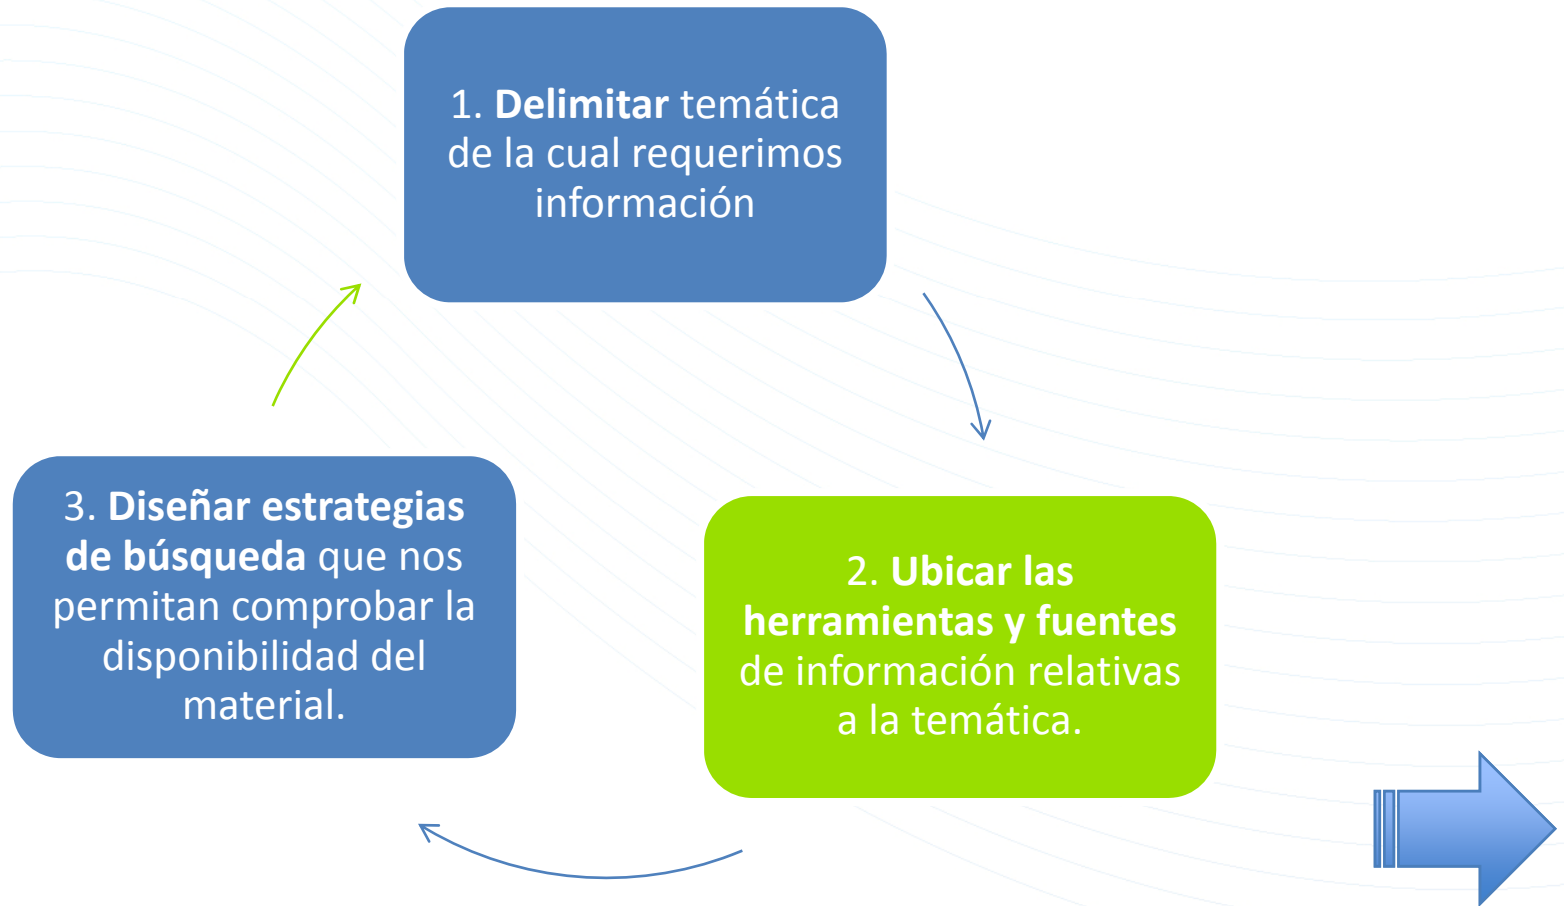 1. Delimitar temática
de la cual requerimos
información
2. Ubicar las
herramientas y fuentes
de información relativas
a la temática.
3. Diseñar estrategias
de búsqueda que nos
permitan comprobar la
disponibilidad del
material.